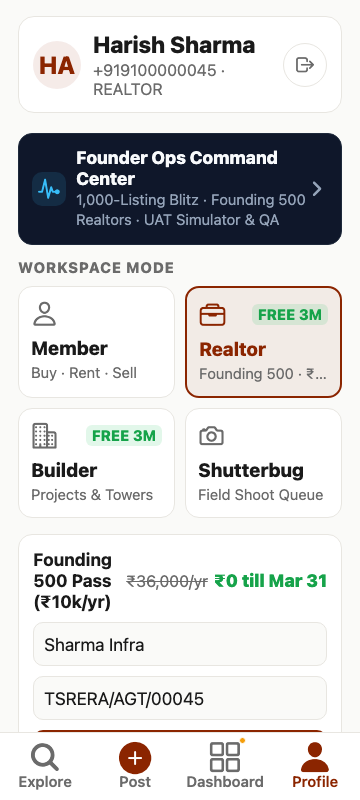 HA
Harish Sharma
+919100000045 ·
REALTOR
Founder Ops Command
Center
1,000-Listing Blitz · Founding 500
Realtors · UAT Simulator & QA
WORKSPACE MODE
Member
Buy · Rent · Sell
FREE 3M
Realtor
Founding 500 · ₹...
FREE 3M
Builder
Projects & Towers
Shutterbug
Field Shoot Queue
Founding
500 Pass
(₹10k/yr)
₹36,000/yr ₹0 till Mar 31
Sharma Infra
TSRERA/AGT/00045
Explore
Post
Dashboard
Profile